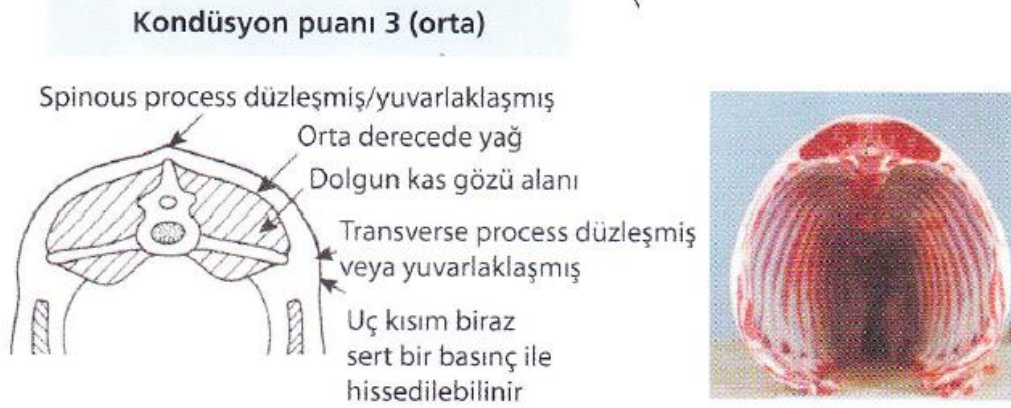 Kondüsyon puanı 3 (orta)
Spinous process düzleşmiş/yuvarlaklaşmış
Orta derecede yağ
Dolgun kas gözü alanı
Transverse process düzleşmiş
veya yuvarlaklaşmış
Uç kısım biraz
sert bir basınç ile
hissedilebilinir